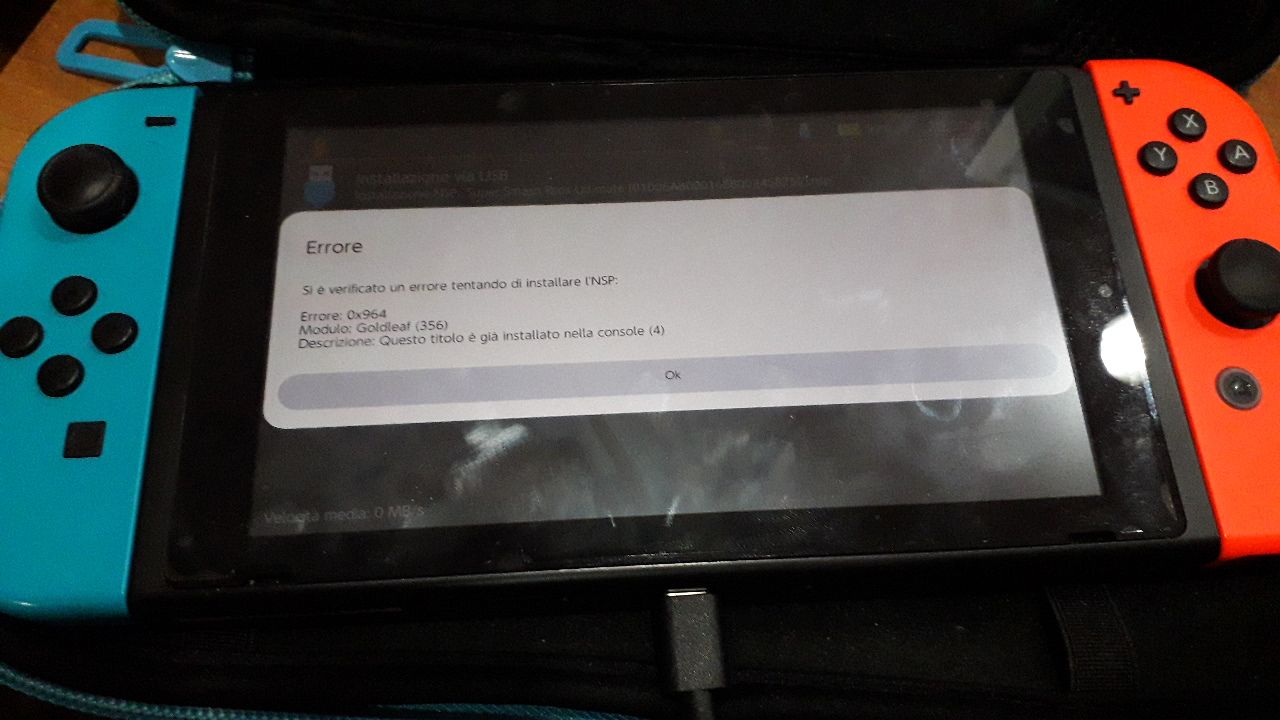 Installazione via USB
Errore
Si è verificato un errore tentando di installare l'NSP:
Errore: 0x964
Modulo: Goldleaf (356)
Descrizione: Questo titolo è già installato nella console (4)
Ok
Velocità media: 0 MB/s
X
Y
A
B